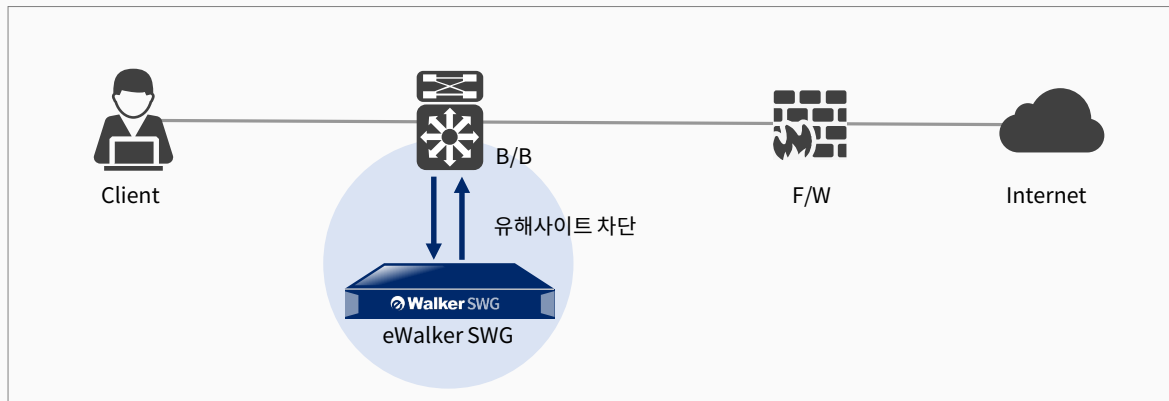 B/B
Client
F/W
Internet
유해사이트 차단
Walker SWG
eWalker SWG